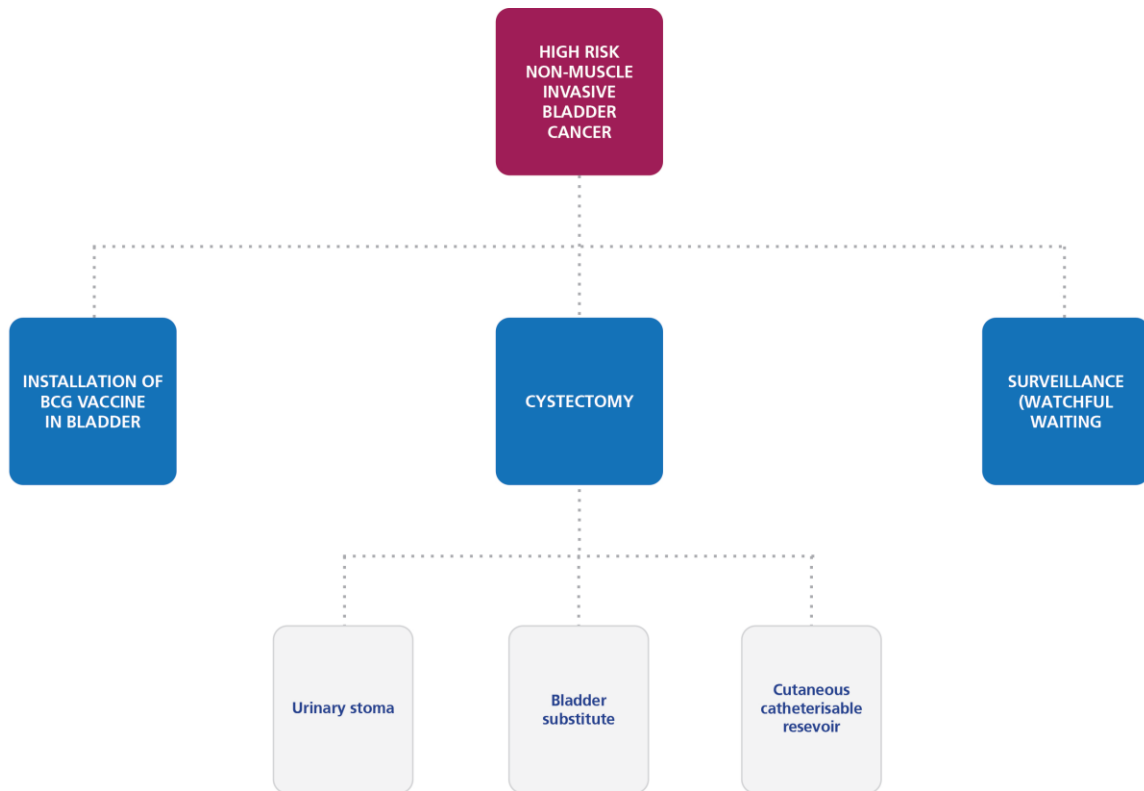 HIGH RISK
NON-MUSCLE
INVASIVE
BLADDER
CANCER
INSTALLATION OF
BCG VACCINE
IN BLADDER
CYSTECTOMY
SURVEILLANCE
(WATCHFUL
WAITING
Urinary stoma
Bladder
substitute
Cutaneous
catheterisable
resevoir